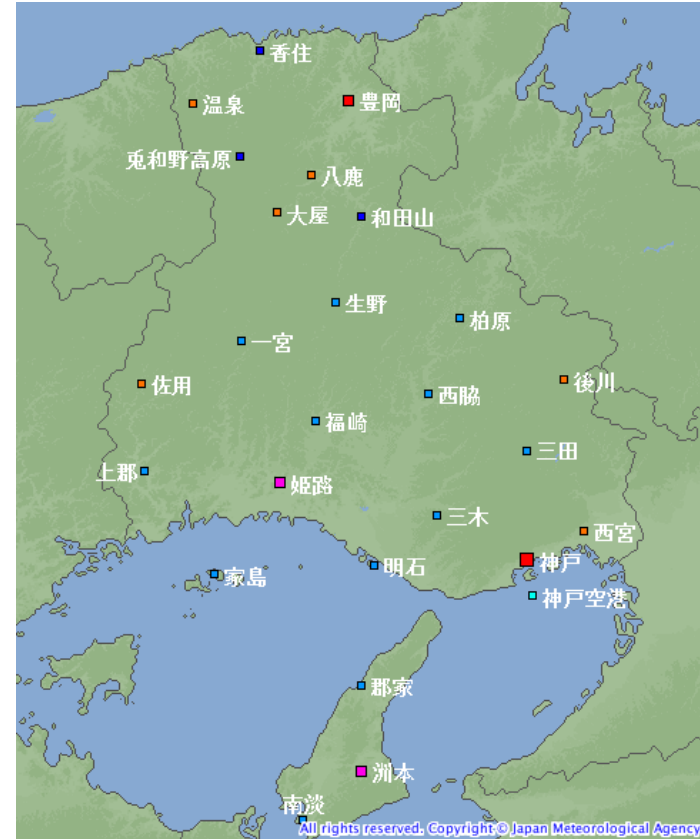 香住
温泉
豊岡
兎和野高原
八鹿
大屋
和田山
生野
柏原
一宮
佐用
後川
西脇
福崎
三田
上郡
姫路
三木
西宮
神戸
明石
家島
神戸空港
郡家
洲本
南淡
All rights reserved. Copyright © Japan Meteorological Agency